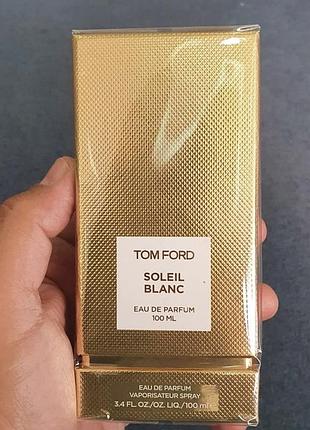 TOM FORD
SOLEIL
BLANC
EAU DE PARFUM
100 ML
EAU DE PARFUM
VAPORISATEUR SPRAY
3.4 FL. OZ./OZ. LIQ./100 ml